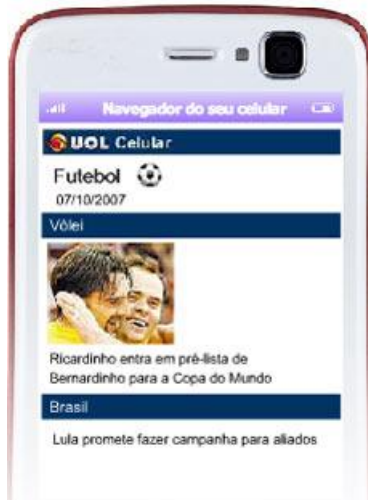 Navegador do seu celular
UOL Celular
Futebol
07/10/2007
Vôlei
Ricardinho entra em pré-lista de
Bernardinho para a Copa do Mundo
Brasil
Lula promete fazer campanha para aliados